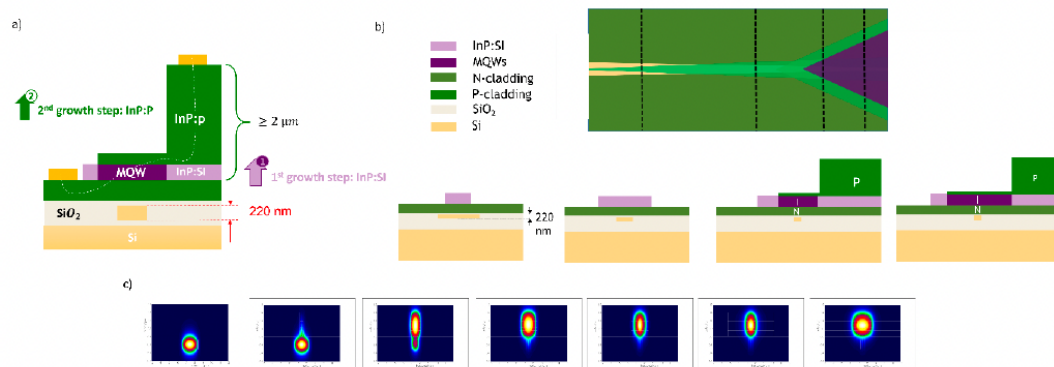 a)
② 2nd growth step: InP:P
InP:p
≥ 2 μm
MQW
InP:SI
1
1st growth step: InP:SI
SiO₂
220 nm
Si
b)
InP:SI
MQWs
N-cladding
P-cladding
SiO₂
Si
220
nm
P
I
N
P
I
N
c)